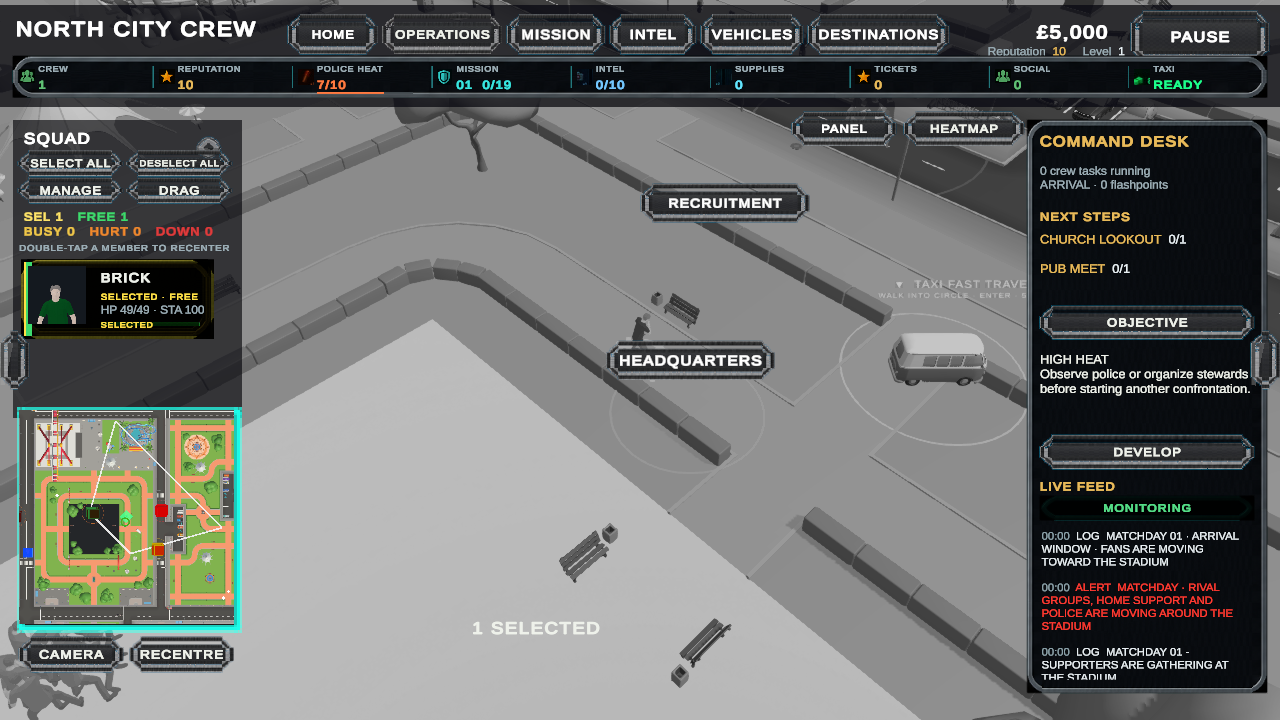 NORTH CITY CREW
HOME
OPERATIONS
MISSION
INTEL
VEHICLES
DESTINATIONS
£5,000
Reputation 10 Level 1
PAUSE
CREW
1
REPUTATION
10
POLICE HEAT
7/10
MISSION
01 0/19
INTEL
0/10
SUPPLIES
0
TICKETS
0
SOCIAL
0
TAXI
READY
SQUAD
SELECT ALL
DESELECT ALL
MANAGE
DRAG
SEL 1 FREE 1
BUSY 0 HURT 0 DOWN 0
DOUBLE-TAP A MEMBER TO RECENTER
BRICK
SELECTED · FREE
HP 49/49 · STA 100
SELECTED
CAMERA
RECENTRE
PANEL
HEATMAP
RECRUITMENT
▼ TAXI FAST TRAVE
WALK INTO CIRCLE ENTER S
HEADQUARTERS
1 SELECTED
COMMAND DESK
0 crew tasks running
ARRIVAL · 0 flashpoints
NEXT STEPS
CHURCH LOOKOUT 0/1
PUB MEET 0/1
OBJECTIVE
HIGH HEAT
Observe police or organize stewards
before starting another confrontation.
DEVELOP
LIVE FEED
MONITORING
00:00 LOG MATCHDAY 01 · ARRIVAL
WINDOW · FANS ARE MOVING
TOWARD THE STADIUM
00:00 ALERT MATCHDAY · RIVAL
GROUPS, HOME SUPPORT AND
POLICE ARE MOVING AROUND THE
STADIUM
00:00 LOG MATCHDAY 01 -
SUPPORTERS ARE GATHERING AT
THE STADIUM